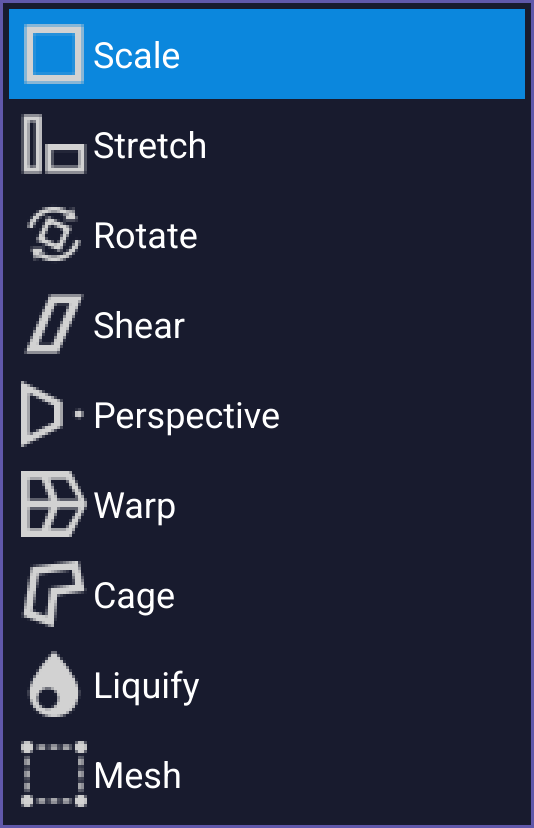 Scale
Stretch
Rotate
Shear
Perspective
Warp
Cage
Liquify
Mesh